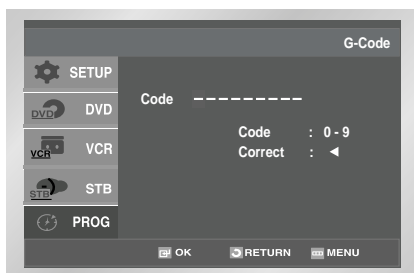 G-Code
SETUP
DVD DVD
VCR VCR
STB STB
PROG
Code ---------
Code : 0 - 9
Correct : ◄
OK RETURN MENU